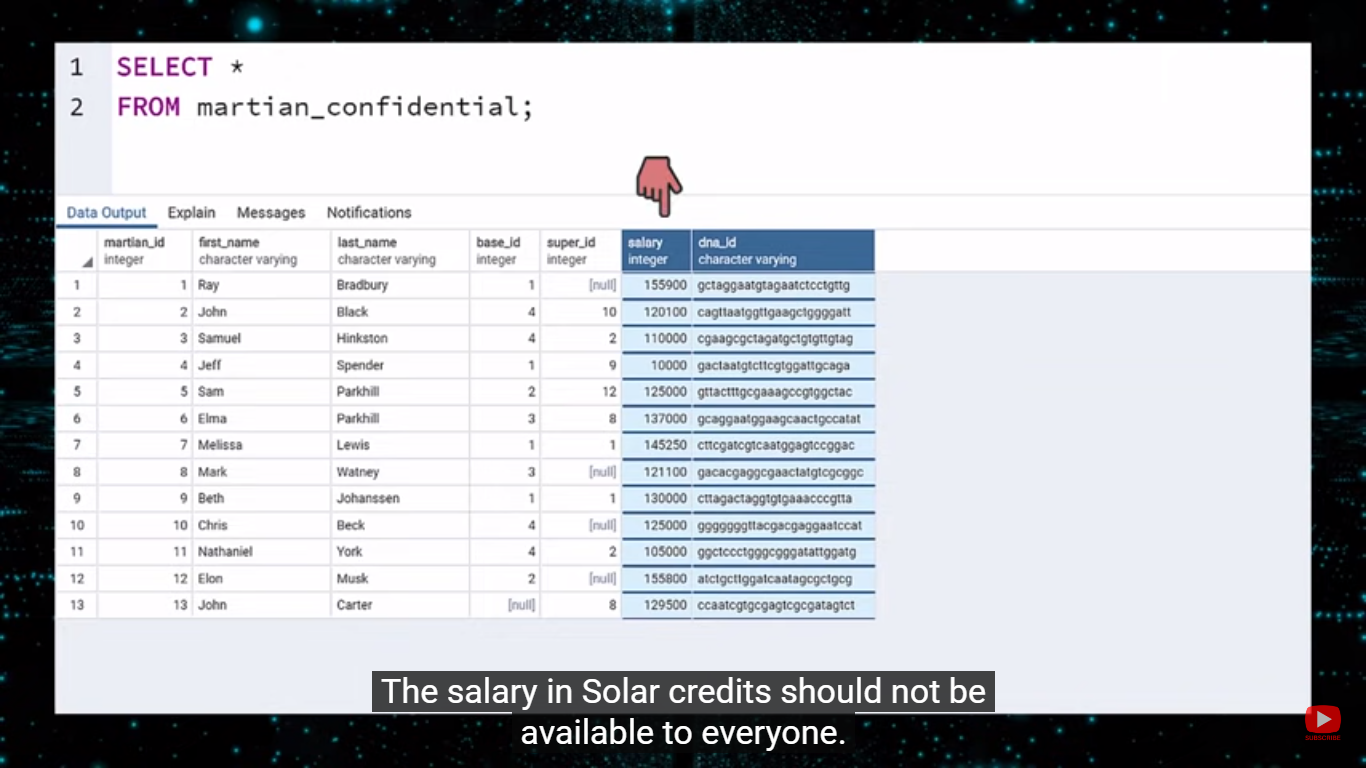 1 SELECT *
2 FROM martian_confidential;
Data Output Explain Messages Notifications
martian_id first_name last_name base_id super_id salary dna_id
integer character varying character varying integer integer integer character varying
1 1 Ray Bradbury 1 [null] 155900 gctaggaatgtagaatctcctgttg
2 2 John Black 4 10 120100 cagttaatggttgaagctggggatt
3 3 Samuel Hinkston 4 2 110000 cgaagcgctagatgctgtgttgtag
4 4 Jeff Spender 1 9 10000 gactaatgtcttcgtggattgcaga
5 5 Sam Parkhill 2 12 125000 gttactttgcgaaagccgtggctac
6 6 Elma Parkhill 3 8 137000 gcaggaatggaagcaactgccatat
7 7 Melissa Lewis 1 1 145250 cttcgatcgtcaatggagtccggac
8 8 Mark Watney 3 [null] 121100 gacacgaggcgaactatgtcgcggc
9 9 Beth Johanssen 1 1 130000 cttagactaggtgtgaaacccgtta
10 10 Chris Beck 4 [null] 125000 gggggggttacgacgaggaatccat
11 11 Nathaniel York 4 2 105000 ggctccctgggcgggatattggatg
12 12 Elon Musk 2 [null] 155800 atctgcttggatcaatagcgctgcg
13 13 John Carter [null] 8 129500 ccaatcgtgcgagtcgcgatagtct
The salary in Solar credits should not be
available to everyone.
SUBSCRIBE